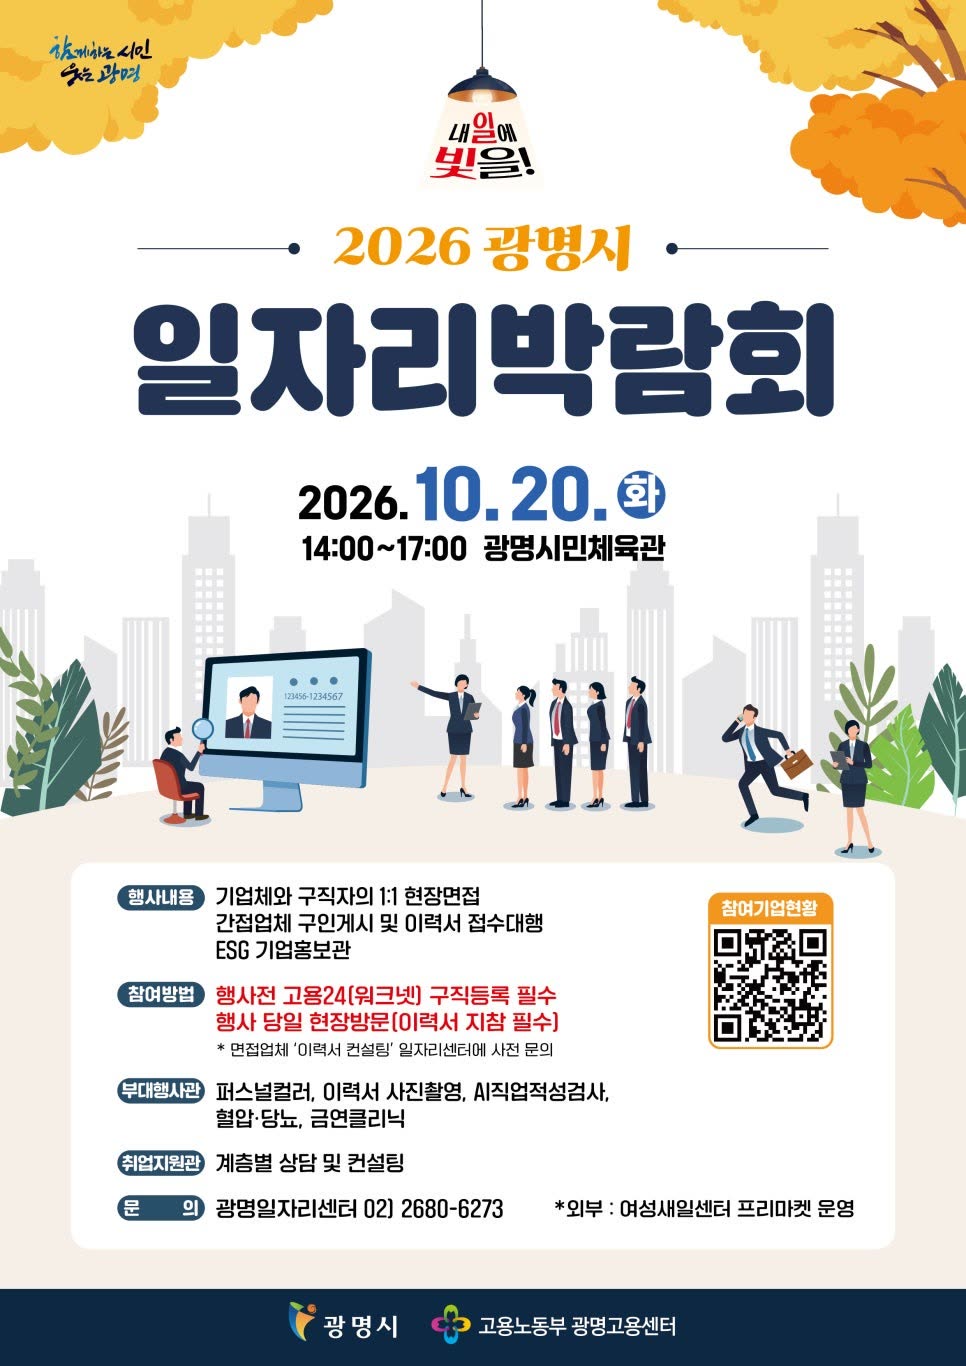 함께하는 시민
웃는 광명
내일에
빛을!
2026 광명시
일자리박람회
2026. 10. 20. 화
14:00~17:00 광명시민체육관
123456-1234567
행사내용 기업체와 구직자의 1:1 현장면접
간접업체 구인게시 및 이력서 접수대행
ESG 기업홍보관
참여기업현황
참여방법 행사전 고용24(워크넷) 구직등록 필수
행사 당일 현장방문(이력서 지참 필수)
* 면접업체 '이력서 컨설팅' 일자리센터에 사전 문의
부대행사관 퍼스널컬러, 이력서 사진촬영, AI직업적성검사,
혈압·당뇨, 금연클리닉
취업지원관 계층별 상담 및 컨설팅
문 의 광명일자리센터 02) 2680-6273 *외부 : 여성새일센터 프리마켓 운영
광명시 고용노동부 광명고용센터